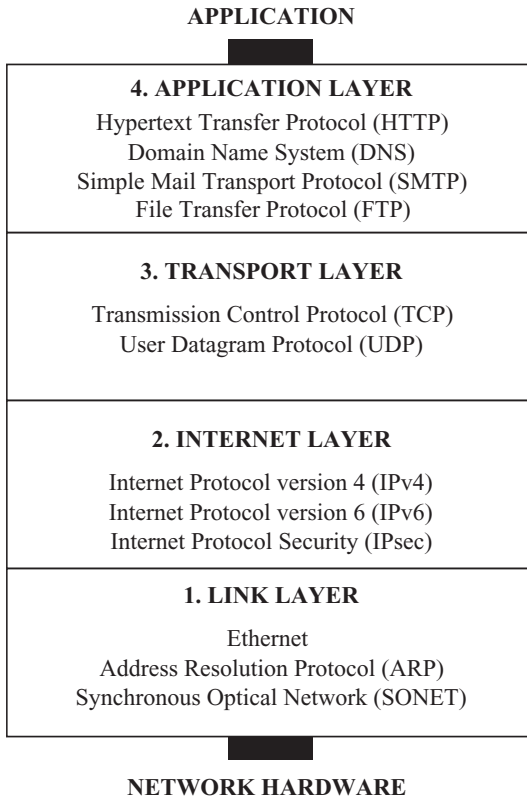 APPLICATION
4. APPLICATION LAYER
Hypertext Transfer Protocol (HTTP)
Domain Name System (DNS)
Simple Mail Transport Protocol (SMTP)
File Transfer Protocol (FTP)
3. TRANSPORT LAYER
Transmission Control Protocol (TCP)
User Datagram Protocol (UDP)
2. INTERNET LAYER
Internet Protocol version 4 (IPv4)
Internet Protocol version 6 (IPv6)
Internet Protocol Security (IPsec)
1. LINK LAYER
Ethernet
Address Resolution Protocol (ARP)
Synchronous Optical Network (SONET)
NETWORK HARDWARE